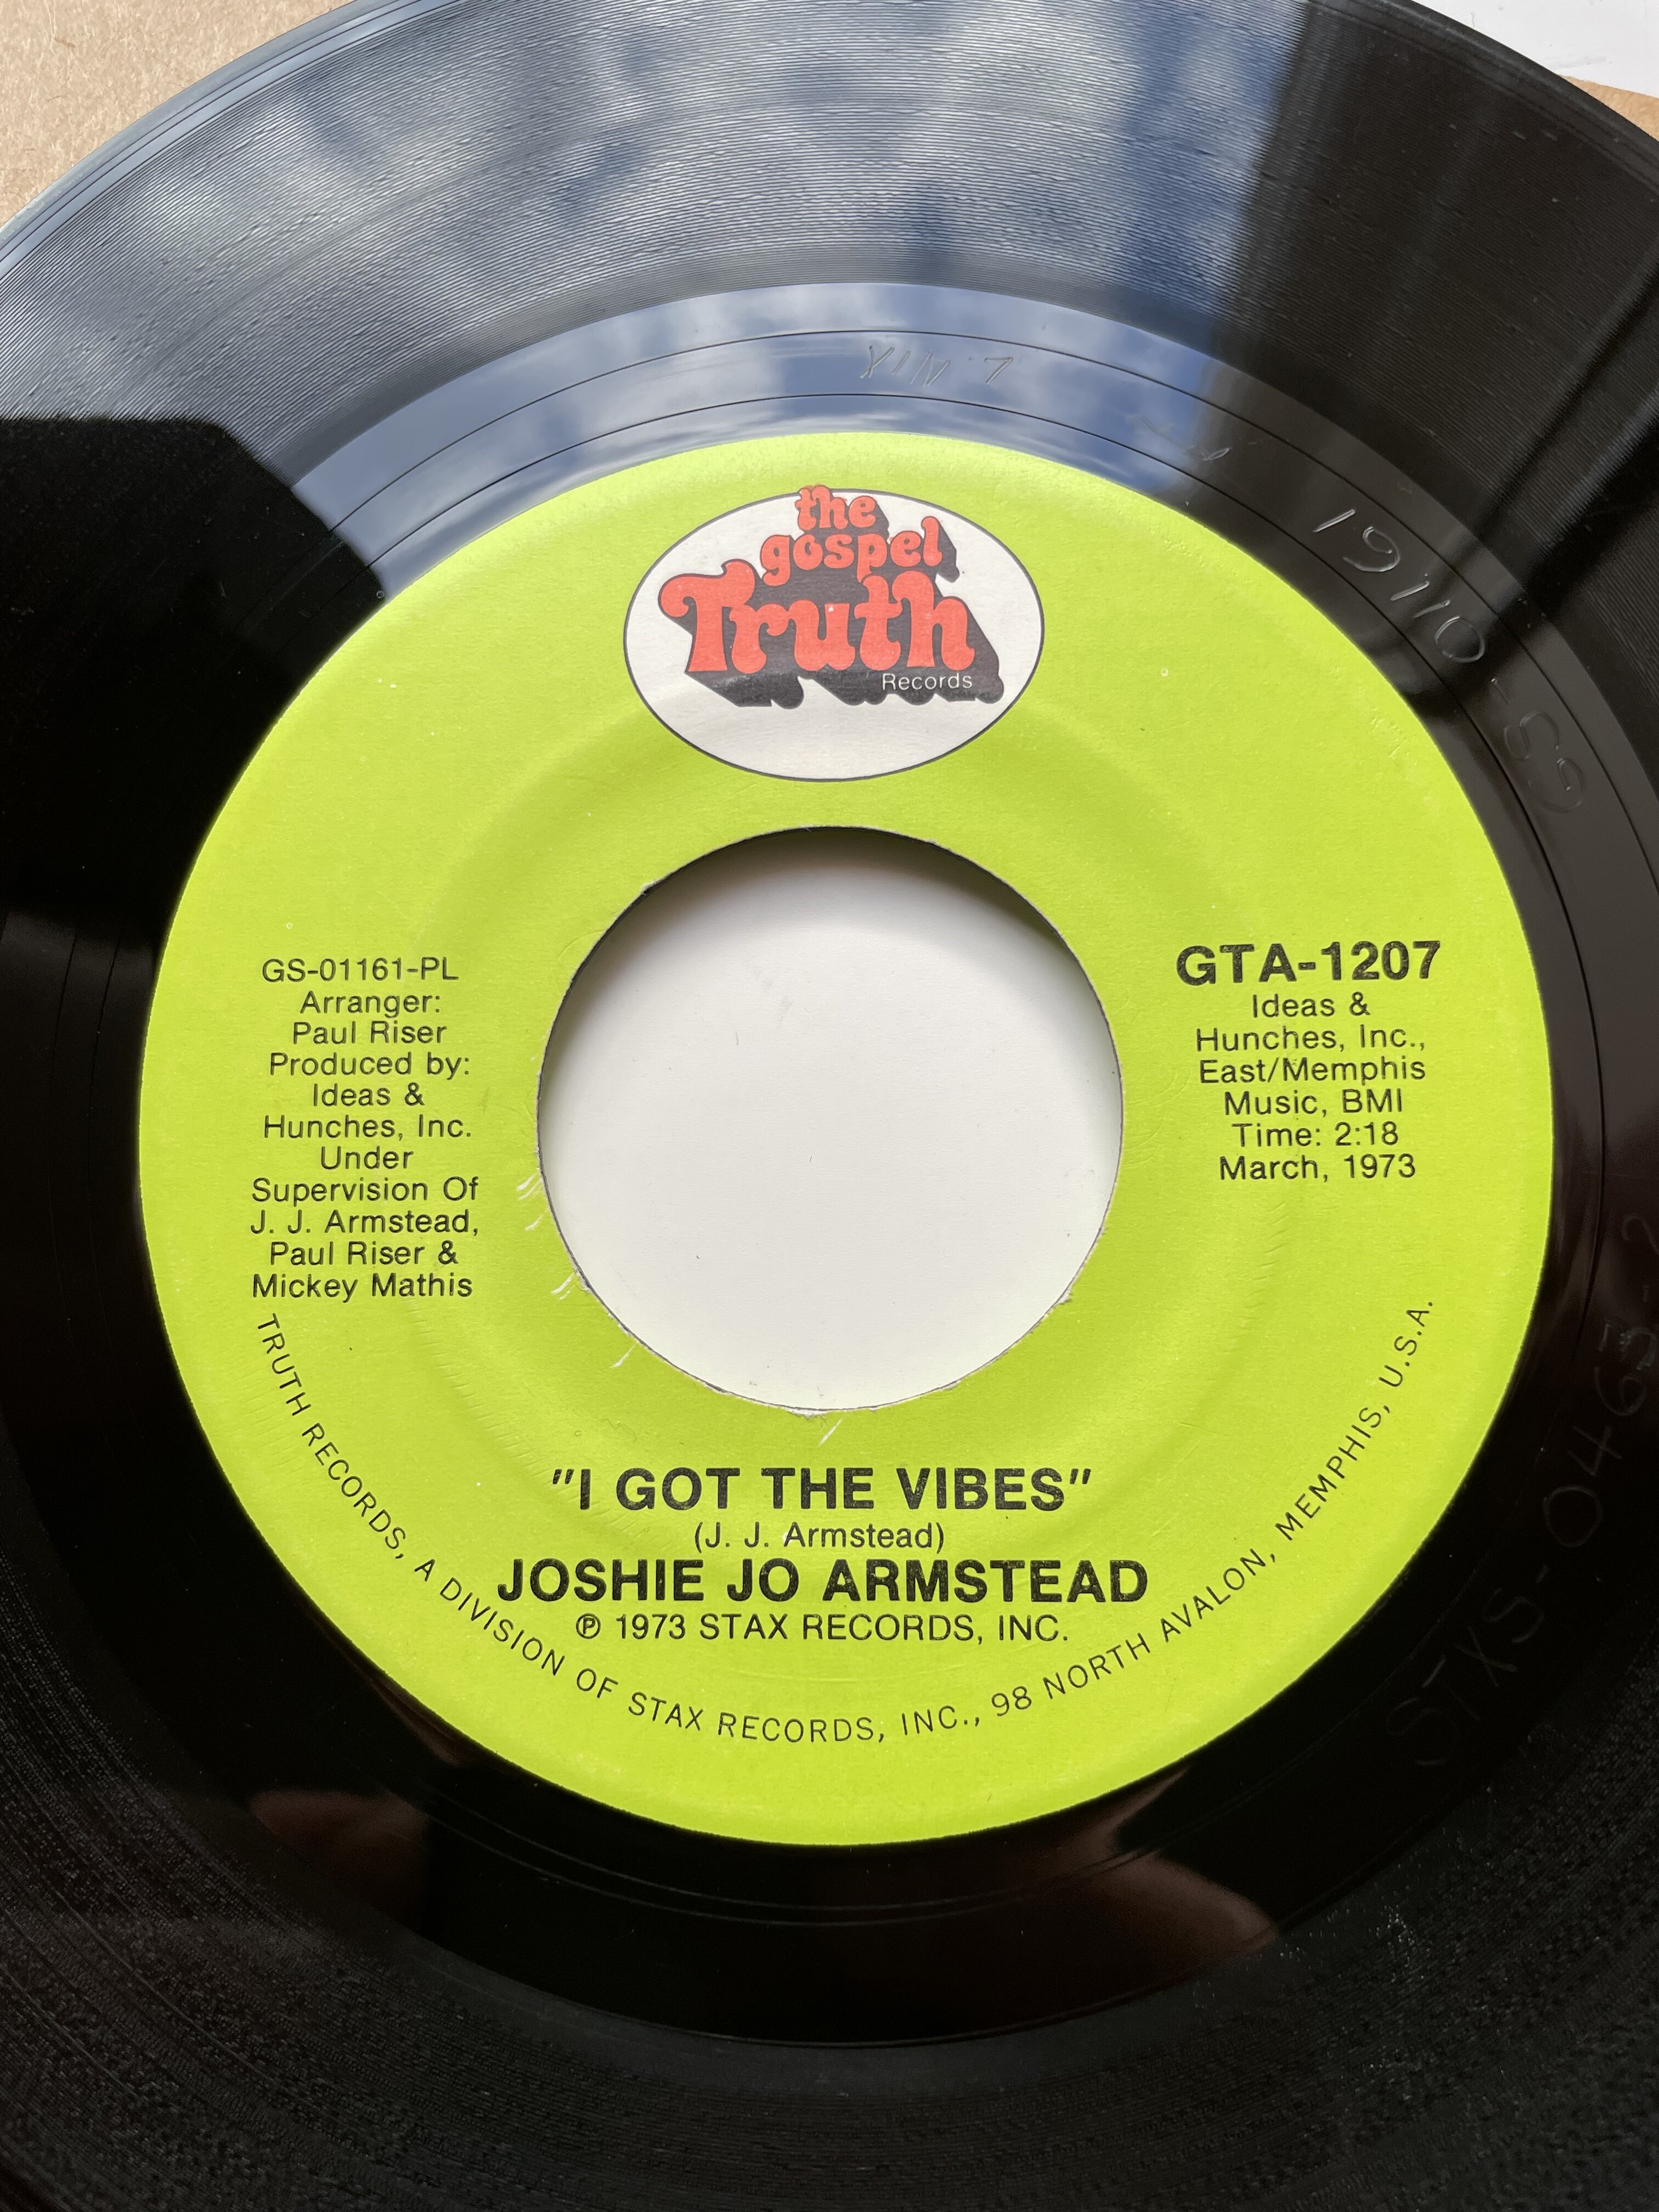 the
gospel
Truth
Records
GS-01161-PL
Arranger:
Paul Riser
Produced by:
Ideas &
Hunches, Inc.
Under
Supervision Of
J. J. Armstead,
Paul Riser &
Mickey Mathis
GTA-1207
Ideas &
Hunches, Inc.,
East/Memphis
Music, BMI
Time: 2:18
March, 1973
"I GOT THE VIBES"
(J. J. Armstead)
JOSHIE JO ARMSTEAD
℗ 1973 STAX RECORDS, INC.
TRUTH RECORDS, A DIVISION OF STAX RECORDS, INC., 98 NORTH AVALON, MEMPHIS, U.S.A.